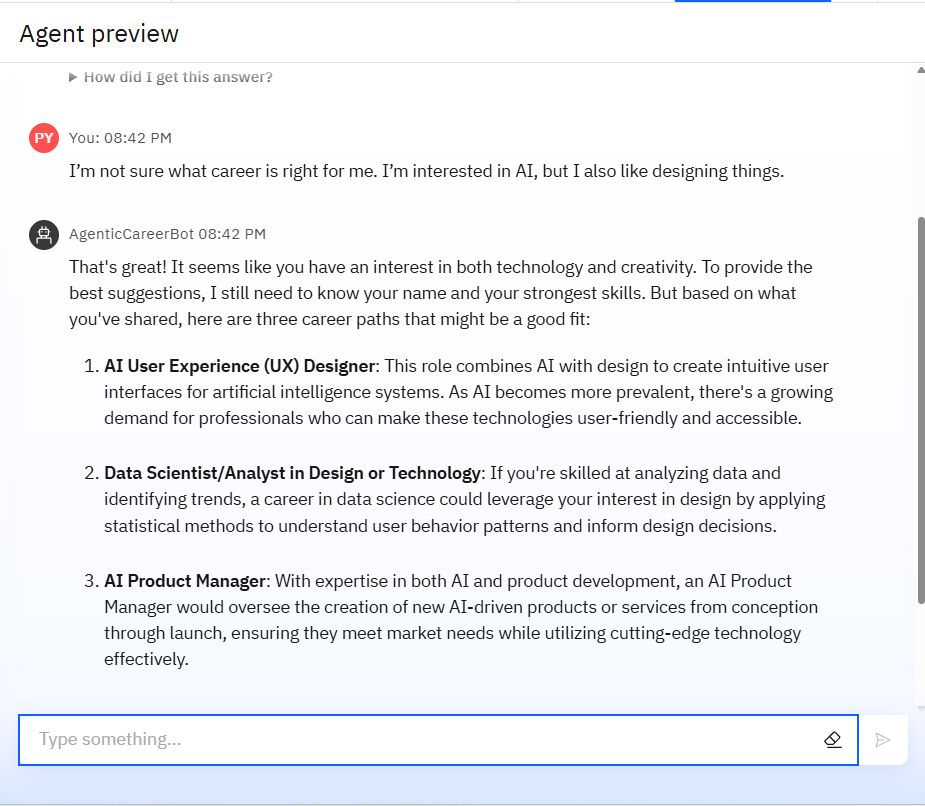 Agent preview
▶ How did I get this answer?
PY
You: 08:42 PM
I’m not sure what career is right for me. I’m interested in AI, but I also like designing things.
AgenticCareerBot 08:42 PM
That's great! It seems like you have an interest in both technology and creativity. To provide the
best suggestions, I still need to know your name and your strongest skills. But based on what
you've shared, here are three career paths that might be a good fit:
1. AI User Experience (UX) Designer: This role combines AI with design to create intuitive user
interfaces for artificial intelligence systems. As AI becomes more prevalent, there's a growing
demand for professionals who can make these technologies user-friendly and accessible.
2. Data Scientist/Analyst in Design or Technology: If you're skilled at analyzing data and
identifying trends, a career in data science could leverage your interest in design by applying
statistical methods to understand user behavior patterns and inform design decisions.
3. AI Product Manager: With expertise in both AI and product development, an AI Product
Manager would oversee the creation of new AI-driven products or services from conception
through launch, ensuring they meet market needs while utilizing cutting-edge technology
effectively.
Type something...